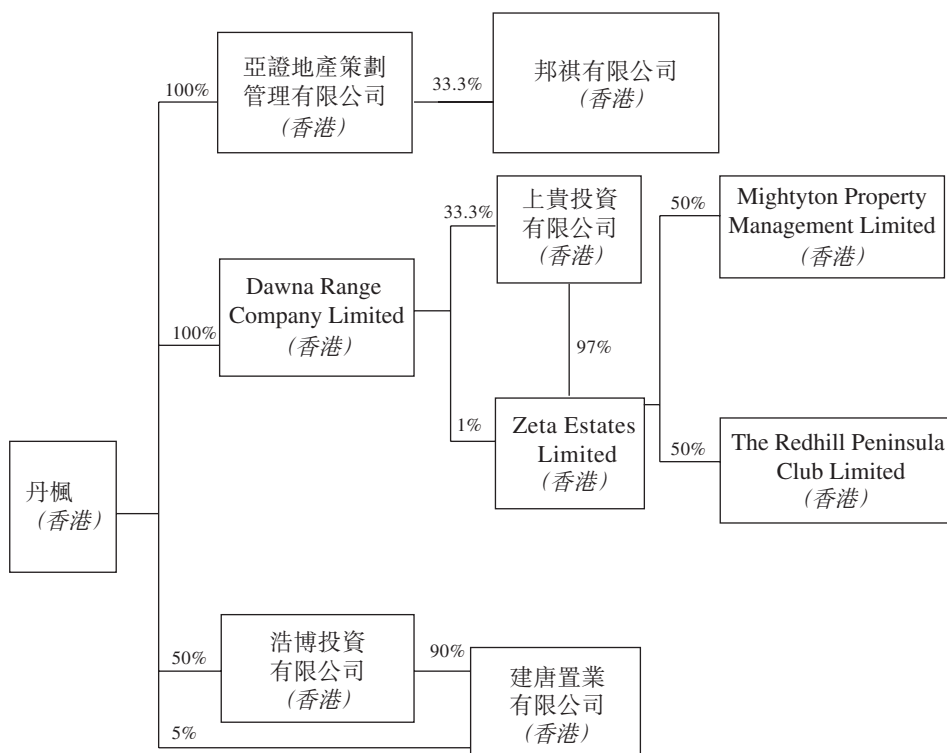 亞證地產策劃
管理有限公司
（香港）
100%
33.3%
邦祺有限公司
（香港）
上貴投資
有限公司
（香港）
33.3%
50%
Mightyton Property
Management Limited
（香港）
Dawna Range
Company Limited
（香港）
100%
97%
1%
Zeta Estates
Limited
（香港）
50%
The Redhill Peninsula
Club Limited
（香港）
丹楓
（香港）
浩博投資
有限公司
（香港）
50%
90%
建唐置業
有限公司
（香港）
5%